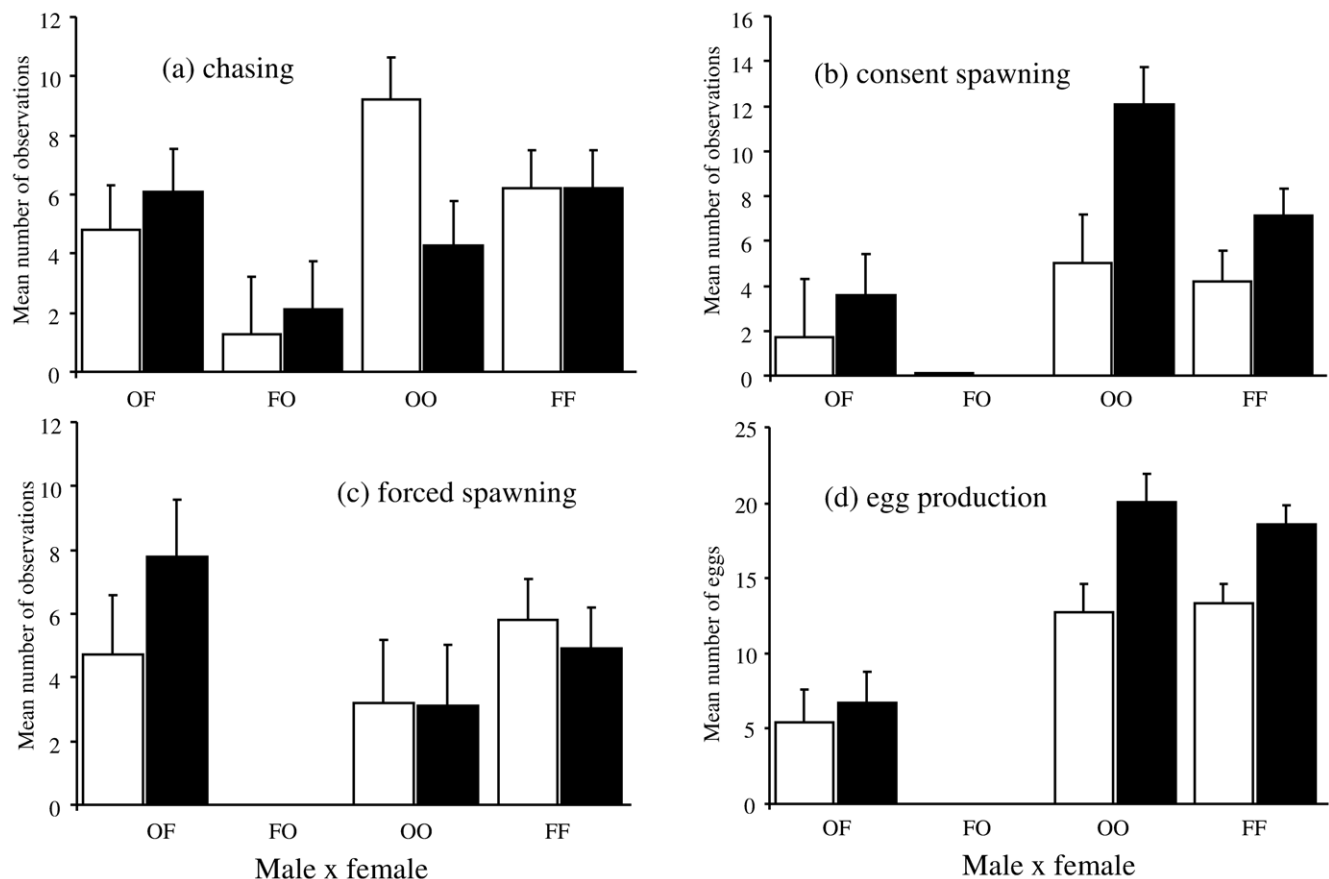 (a) chasing
Mean number of observations
12
10
8
6
4
2
0
OF FO OO FF
(b) consent spawning
Mean number of observations
16
14
12
10
8
6
4
2
0
OF FO OO FF
(c) forced spawning
Mean number of observations
12
10
8
6
4
2
0
OF FO OO FF
Male x female
(d) egg production
Mean number of eggs
25
20
15
10
5
0
OF FO OO FF
Male x female